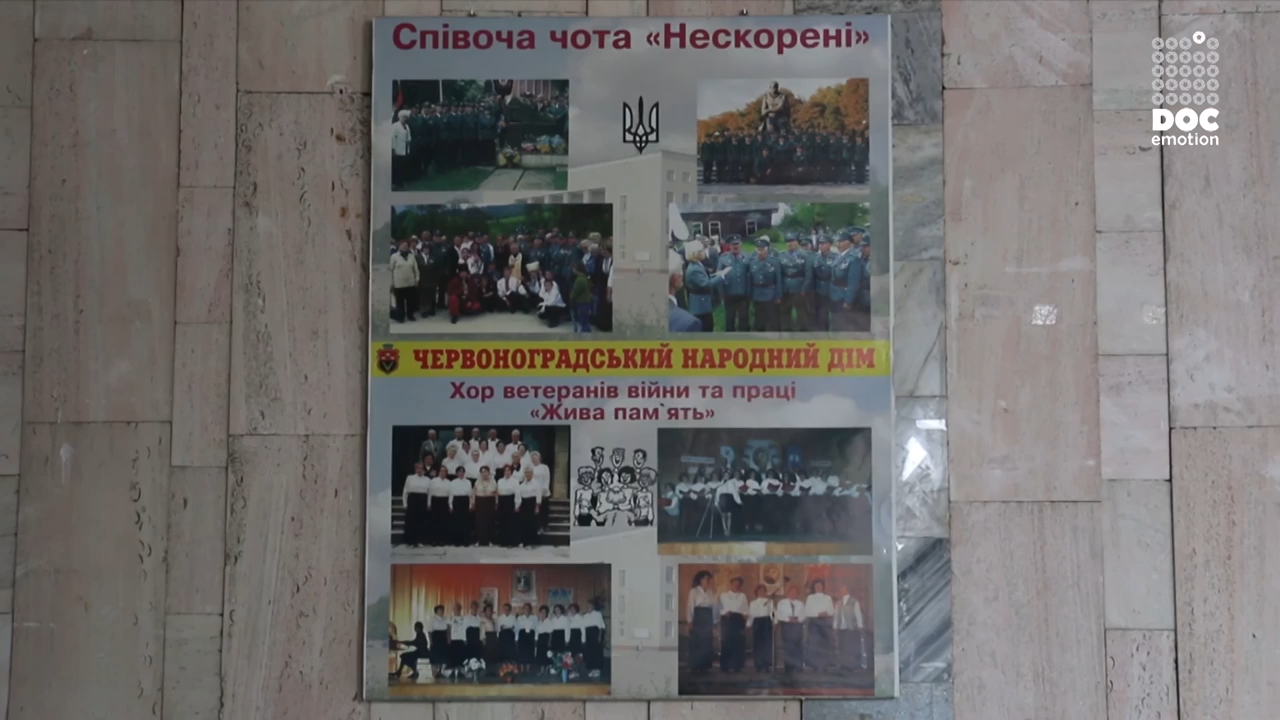 Співоча чота «Нескорені»
DOC
emotion
ЧЕРВОНОГРАДСЬКИЙ НАРОДНИЙ ДІМ
Хор ветеранів війни та праці
«Жива пам`ять»